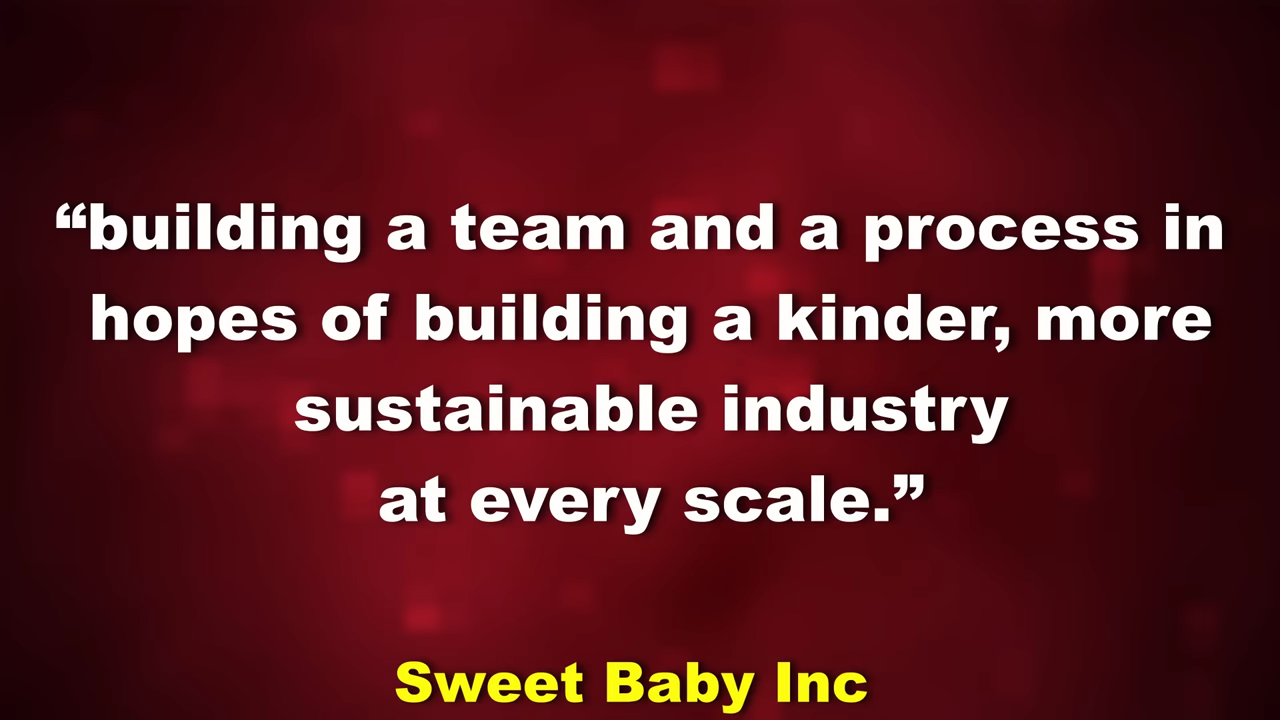 “building a team and a process in
hopes of building a kinder, more
sustainable industry
at every scale.”
Sweet Baby Inc